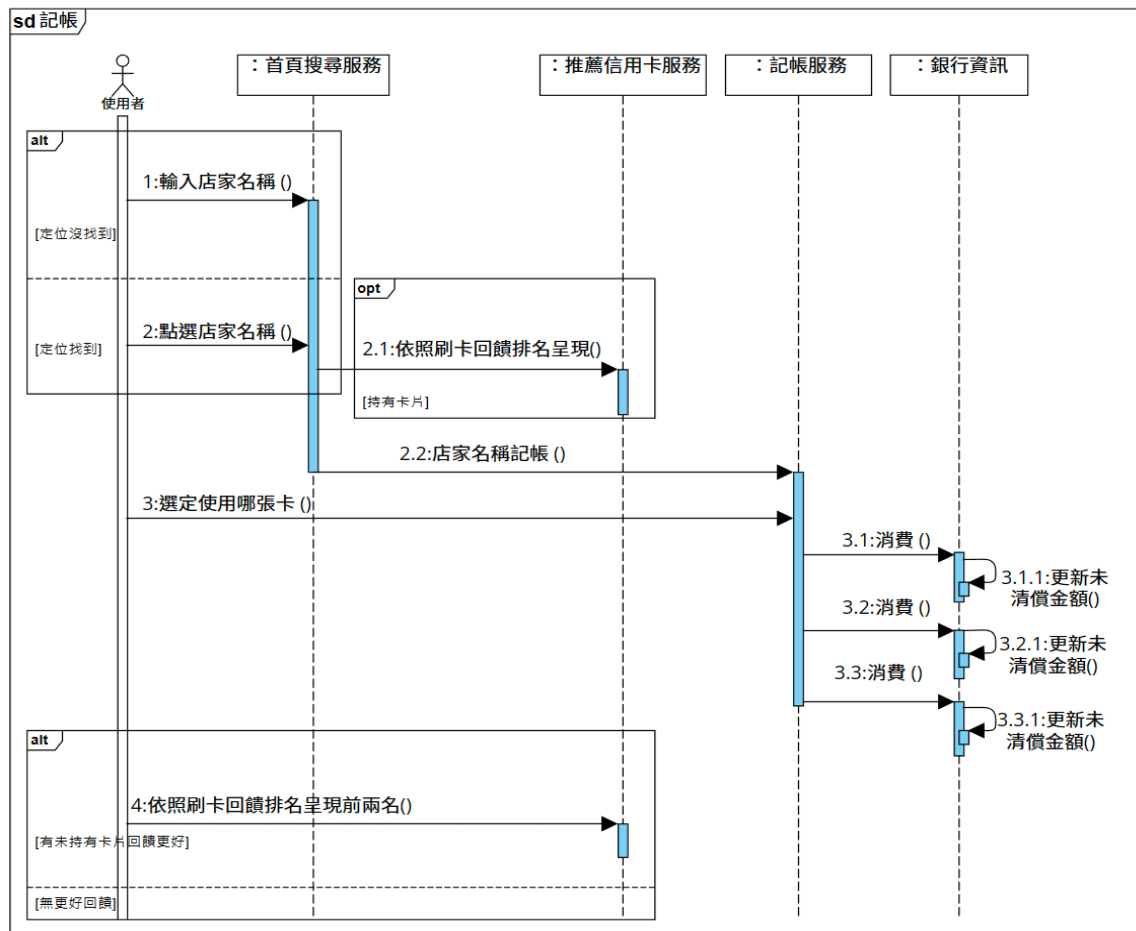 sd 記帳
使用者
：首頁搜尋服務
：推薦信用卡服務
：記帳服務
：銀行資訊
alt
1:輸入店家名稱 ()
[定位沒找到]
opt
2:點選店家名稱 ()
[定位找到]
2.1:依照刷卡回饋排名呈現()
[持有卡片]
2.2:店家名稱記帳 ()
3:選定使用哪張卡 ()
3.1:消費 ()
3.1.1:更新未
清償金額()
3.2:消費 ()
3.2.1:更新未
清償金額()
3.3:消費 ()
3.3.1:更新未
清償金額()
alt
4:依照刷卡回饋排名呈現前兩名()
[有未持有卡片回饋更好]
[無更好回饋]